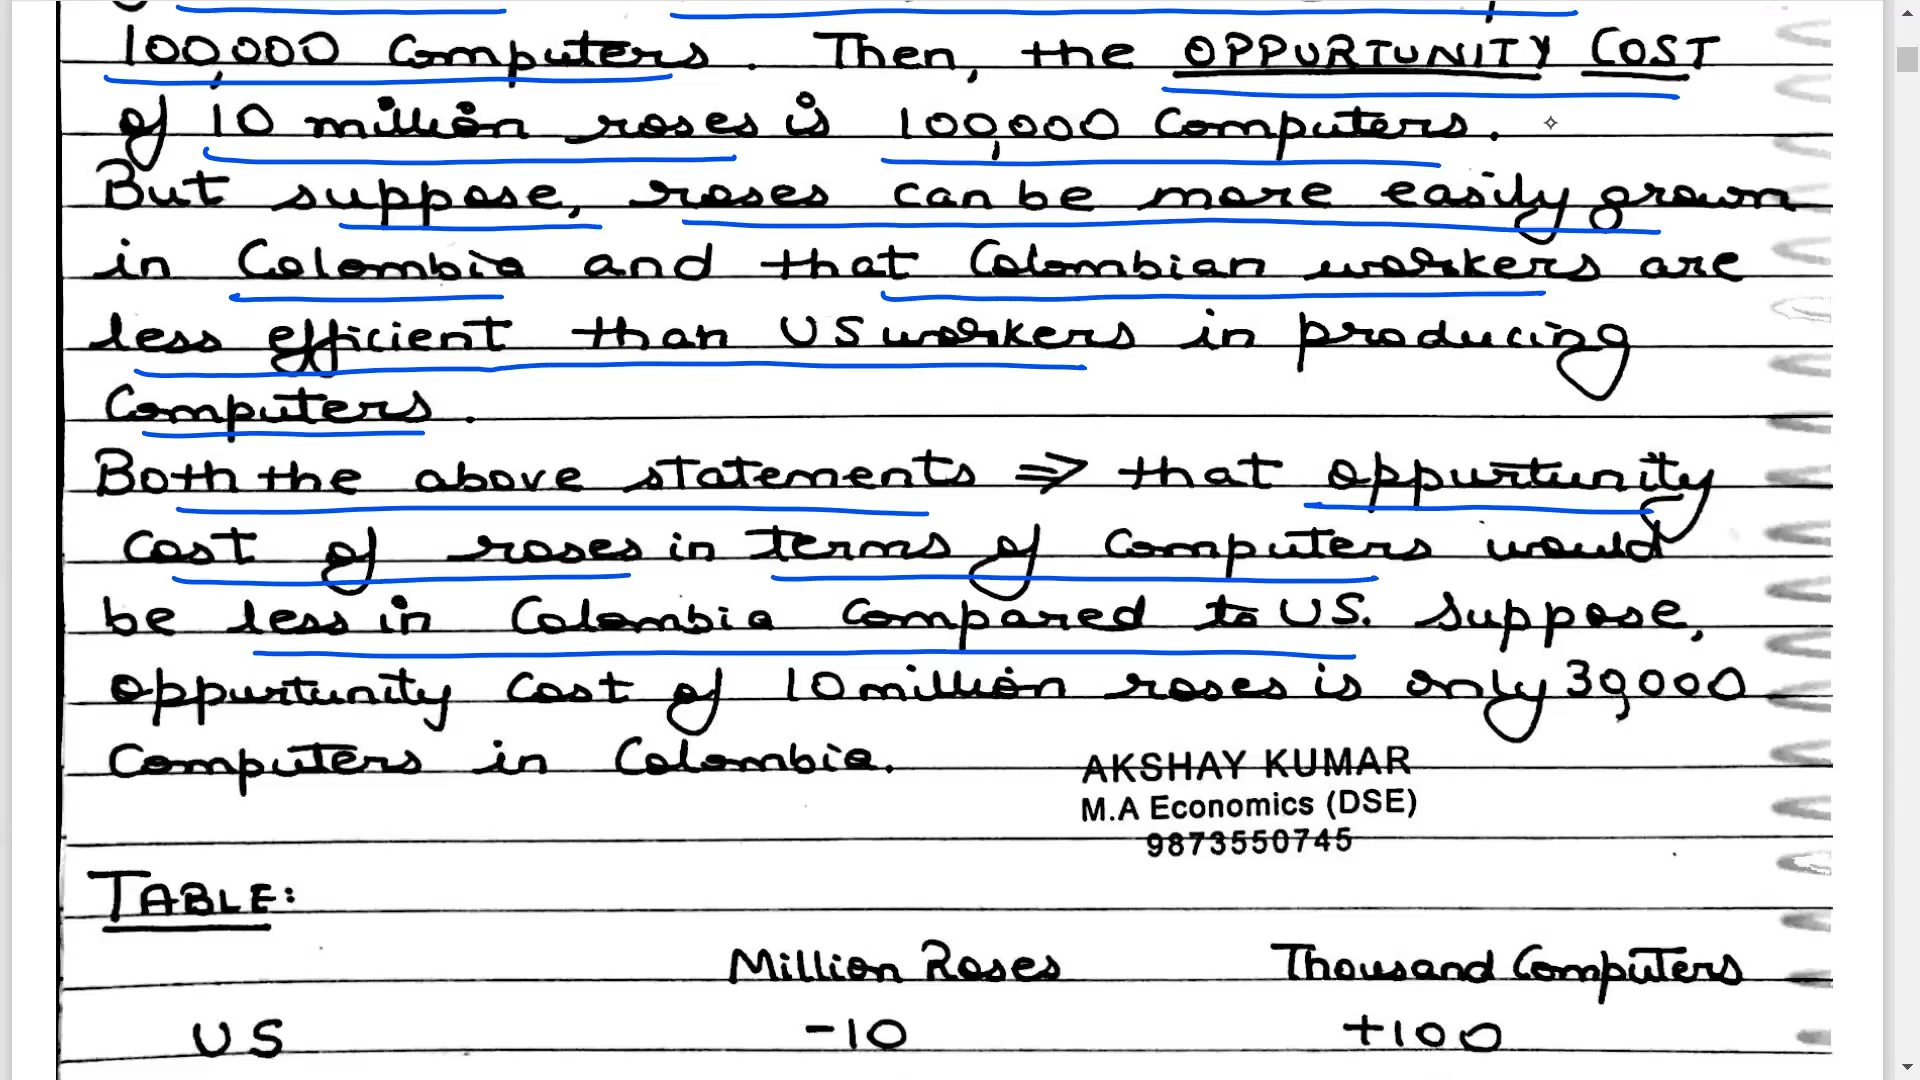 100,000 Computers. Then, the OPPURTUNITY COST
of 10 million roses is 100,000 Computers.
But suppose, roses can be more easily grown
in Colombia and that Colombian workers are
less efficient than US workers in producing
Computers.
Both the above statements ⇒ that oppurtunity
cost of roses in terms of Computers would
be less in Colombia Compared to US. Suppose,
oppurtunity cost of 10 million roses is only 30,000
Computers in Colombia.
AKSHAY KUMAR
M.A Economics (DSE)
9873550745
TABLE:
Million Roses Thousand Computers
US -10 +100